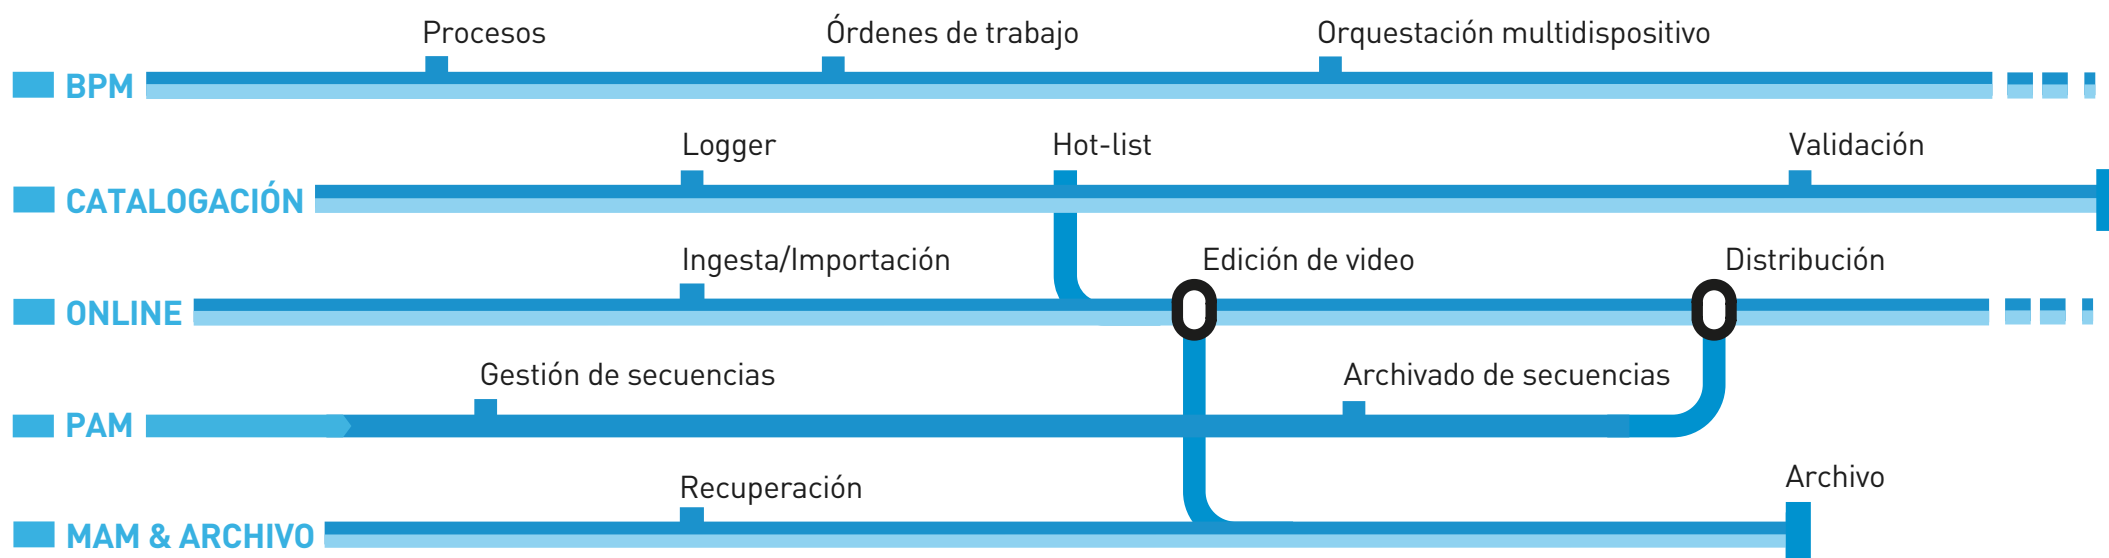 Procesos
Órdenes de trabajo
Orquestación multidispositivo
BPM
Logger
Hot-list
Validación
CATALOGACIÓN
Ingesta/Importación
Edición de video
Distribución
ONLINE
Gestión de secuencias
Archivado de secuencias
PAM
Recuperación
Archivo
MAM & ARCHIVO